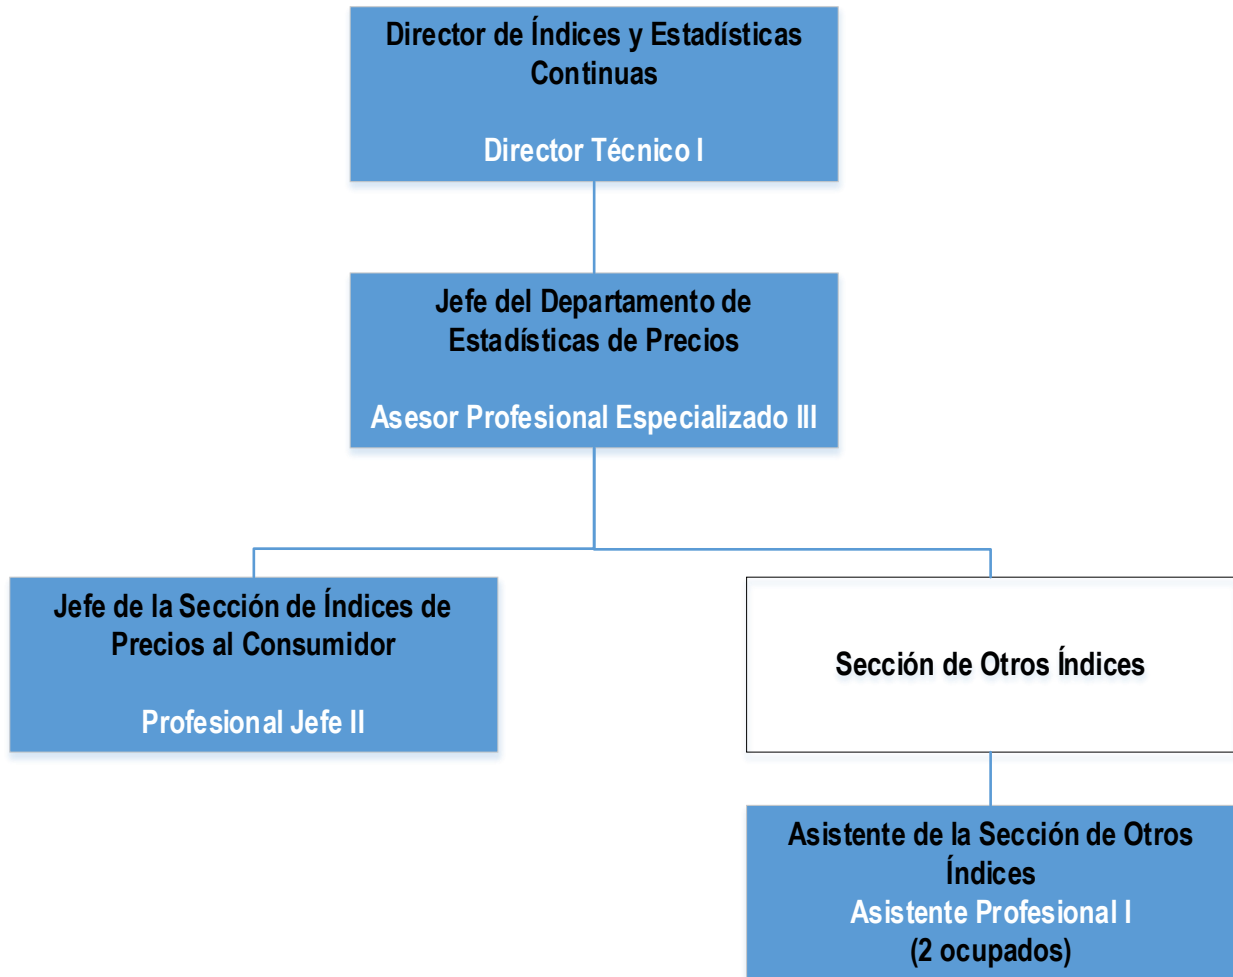 Director de Índices y Estadísticas
Continuas
Director Técnico I
Jefe del Departamento de
Estadísticas de Precios
Asesor Profesional Especializado III
Jefe de la Sección de Índices de
Precios al Consumidor
Profesional Jefe II
Sección de Otros Índices
Asistente de la Sección de Otros
Índices
Asistente Profesional I
(2 ocupados)